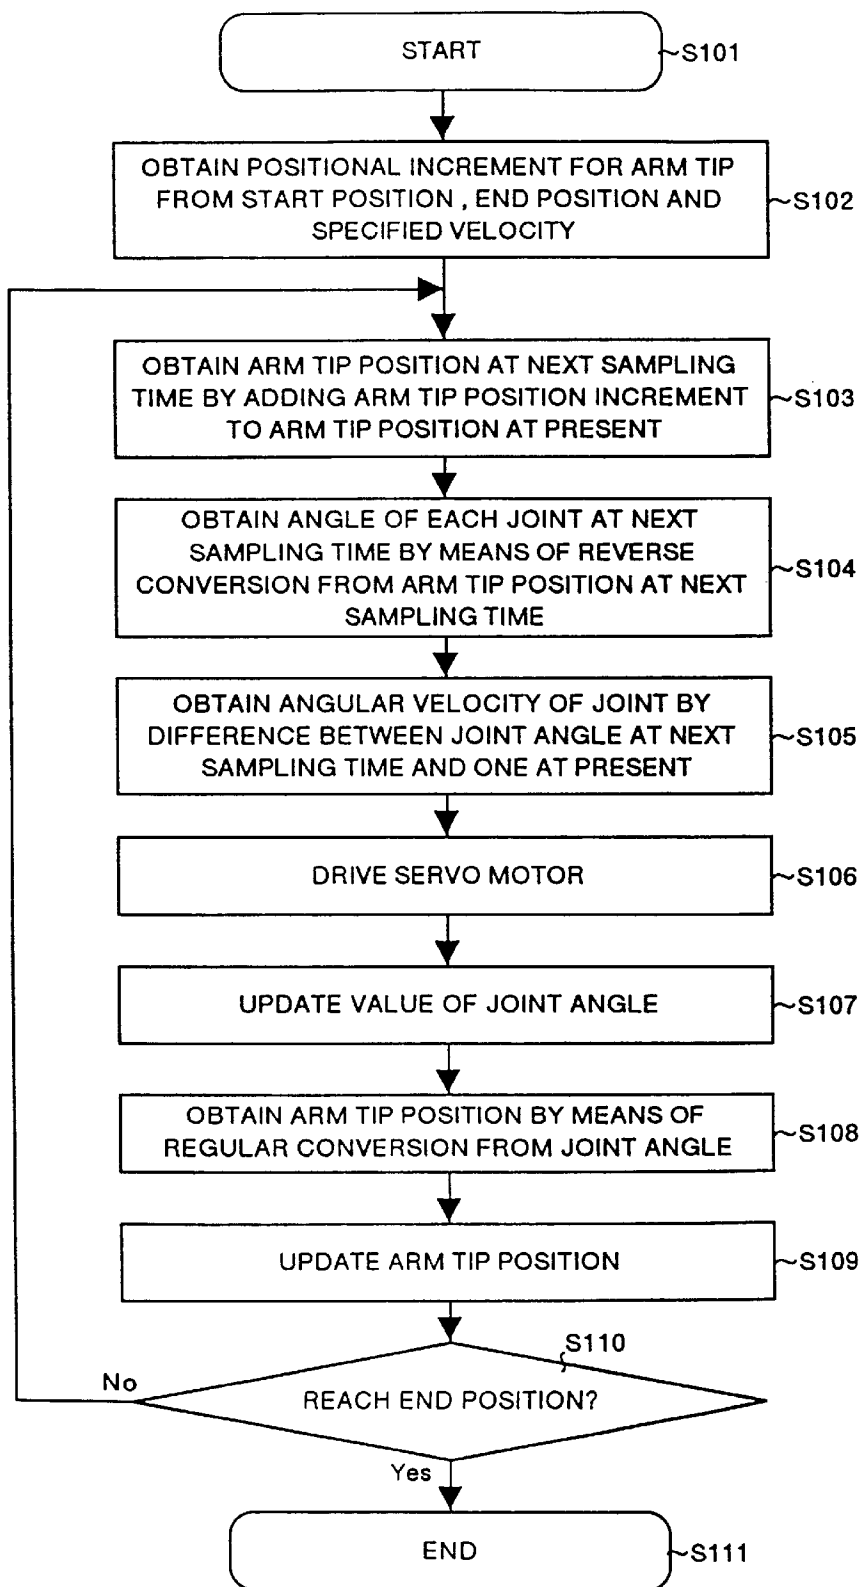 START
S101
OBTAIN POSITIONAL INCREMENT FOR ARM TIP
FROM START POSITION , END POSITION AND
SPECIFIED VELOCITY
S102
OBTAIN ARM TIP POSITION AT NEXT SAMPLING
TIME BY ADDING ARM TIP POSITION INCREMENT
TO ARM TIP POSITION AT PRESENT
S103
OBTAIN ANGLE OF EACH JOINT AT NEXT
SAMPLING TIME BY MEANS OF REVERSE
CONVERSION FROM ARM TIP POSITION AT NEXT
SAMPLING TIME
S104
OBTAIN ANGULAR VELOCITY OF JOINT BY
DIFFERENCE BETWEEN JOINT ANGLE AT NEXT
SAMPLING TIME AND ONE AT PRESENT
S105
DRIVE SERVO MOTOR
S106
UPDATE VALUE OF JOINT ANGLE
S107
OBTAIN ARM TIP POSITION BY MEANS OF
REGULAR CONVERSION FROM JOINT ANGLE
S108
UPDATE ARM TIP POSITION
S109
S110
No
REACH END POSITION?
Yes
END
S111